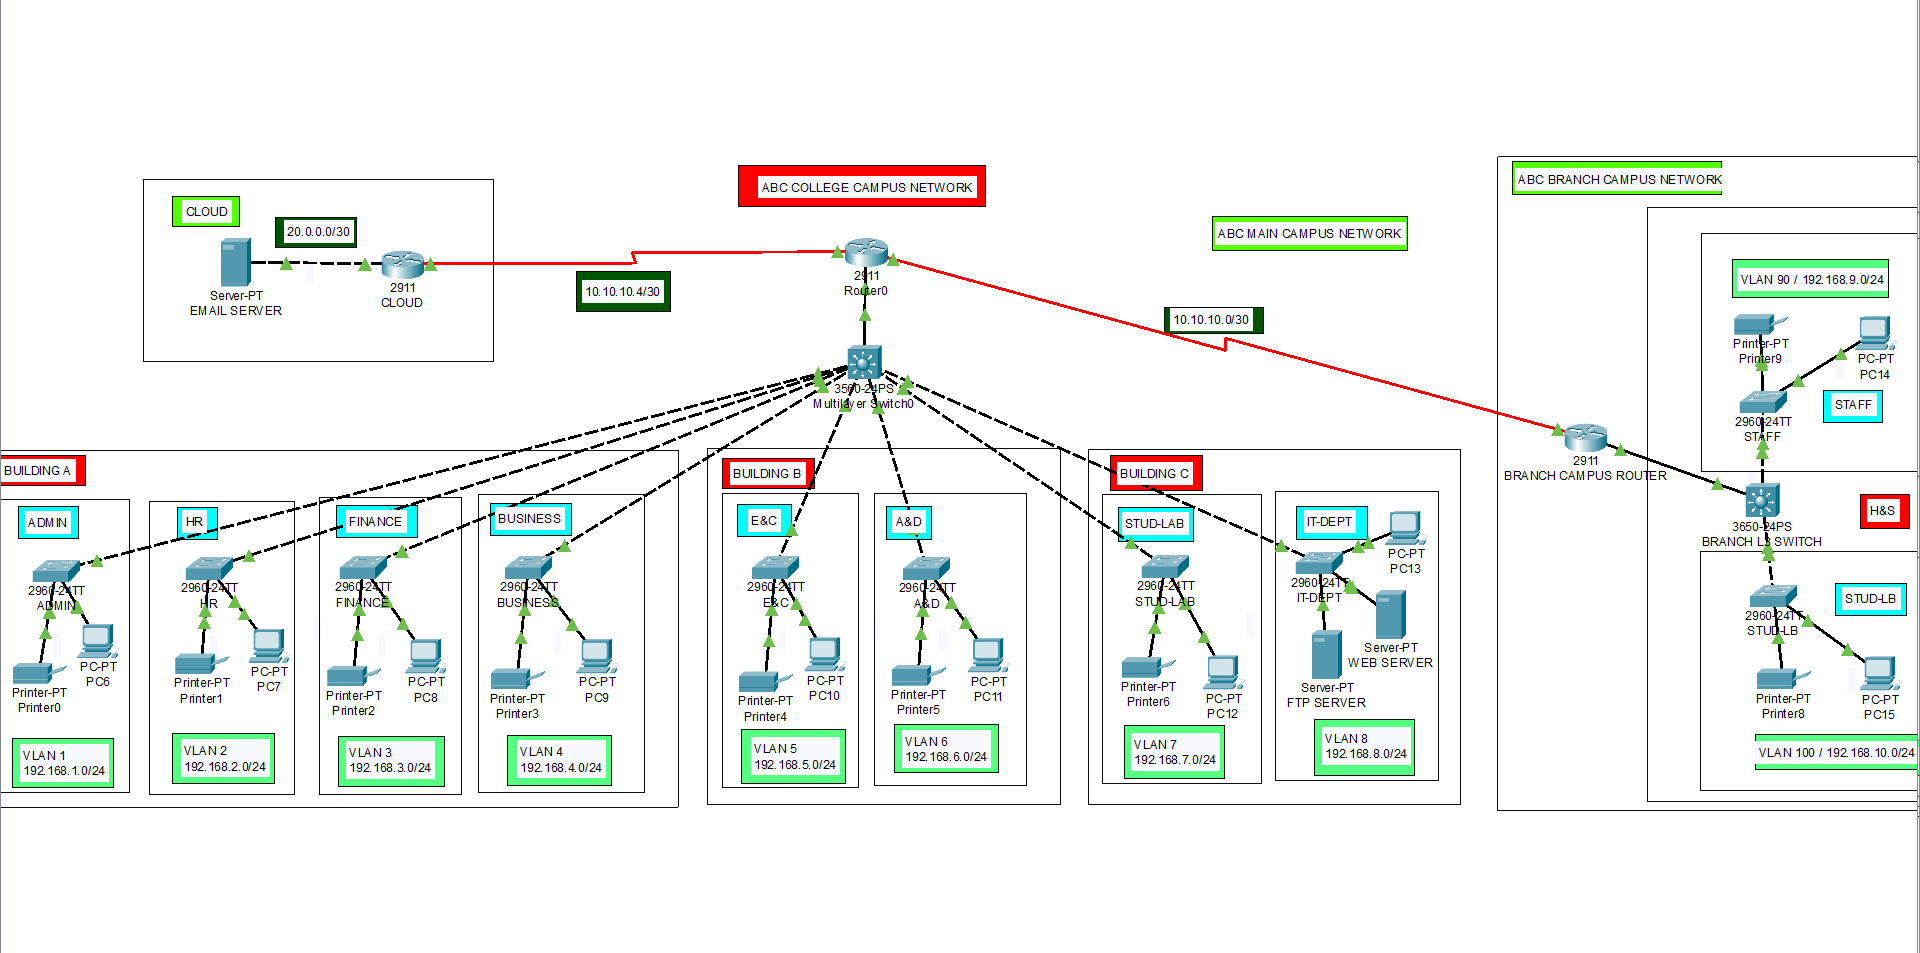 ABC COLLEGE CAMPUS NETWORK
ABC BRANCH CAMPUS NETWORK
CLOUD
20.0.0.0/30
Server-PT
EMAIL SERVER
2911
CLOUD
10.10.10.4/30
2911
Router0
ABC MAIN CAMPUS NETWORK
10.10.10.0/30
3560-24PS
Multilayer Switch0
VLAN 90 / 192.168.9.0/24
Printer-PT
Printer9
PC-PT
PC14
STAFF
2960-24TT
STAFF
2911
BRANCH CAMPUS ROUTER
3650-24PS
BRANCH L3 SWITCH
H&S
2960-24TT
STUD-LB
STUD-LB
Printer-PT
Printer8
PC-PT
PC15
VLAN 100 / 192.168.10.0/24
BUILDING A
ADMIN
2960-24TT
ADMIN
PC-PT
PC6
Printer-PT
Printer0
VLAN 1
192.168.1.0/24
HR
2960-24TT
HR
PC-PT
PC7
Printer-PT
Printer1
VLAN 2
192.168.2.0/24
FINANCE
2960-24TT
FINANCE
PC-PT
PC8
Printer-PT
Printer2
VLAN 3
192.168.3.0/24
BUSINESS
2960-24TT
BUSINESS
PC-PT
PC9
Printer-PT
Printer3
VLAN 4
192.168.4.0/24
BUILDING B
E&C
2960-24TT
E&C
PC-PT
PC10
Printer-PT
Printer4
VLAN 5
192.168.5.0/24
A&D
2960-24TT
A&D
PC-PT
PC11
Printer-PT
Printer5
VLAN 6
192.168.6.0/24
BUILDING C
STUD-LAB
2960-24TT
STUD-LAB
Printer-PT
Printer6
PC-PT
PC12
VLAN 7
192.168.7.0/24
IT-DEPT
PC-PT
PC13
2960-24TT
IT-DEPT
Server-PT
WEB SERVER
Server-PT
FTP SERVER
VLAN 8
192.168.8.0/24